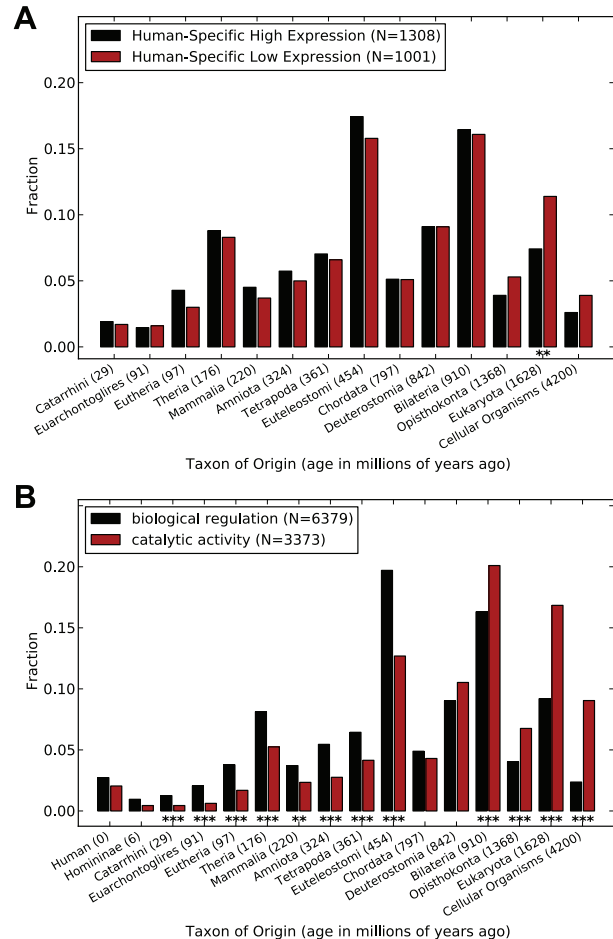 A
Human-Specific High Expression (N=1308)
Human-Specific Low Expression (N=1001)
0.20
0.15
0.10
0.05
0.00
Fraction
**
Catarrhini (29)
Euarchontoglires (91)
Eutheria (97)
Theria (176)
Mammalia (220)
Amniota (324)
Tetrapoda (361)
Euteleostomi (454)
Chordata (797)
Deuterostomia (842)
Bilateria (910)
Opisthokonta (1368)
Eukaryota (1628)
Cellular Organisms (4200)
Taxon of Origin (age in millions of years ago)
B
biological regulation (N=6379)
catalytic activity (N=3373)
0.20
0.15
0.10
0.05
0.00
Fraction
*** *** *** *** ** *** *** *** *** *** *** ***
Human (0)
Homininae (6)
Catarrhini (29)
Euarchontoglires (91)
Eutheria (97)
Theria (176)
Mammalia (220)
Amniota (324)
Tetrapoda (361)
Euteleostomi (454)
Chordata (797)
Deuterostomia (842)
Bilateria (910)
Opisthokonta (1368)
Eukaryota (1628)
Cellular Organisms (4200)
Taxon of Origin (age in millions of years ago)